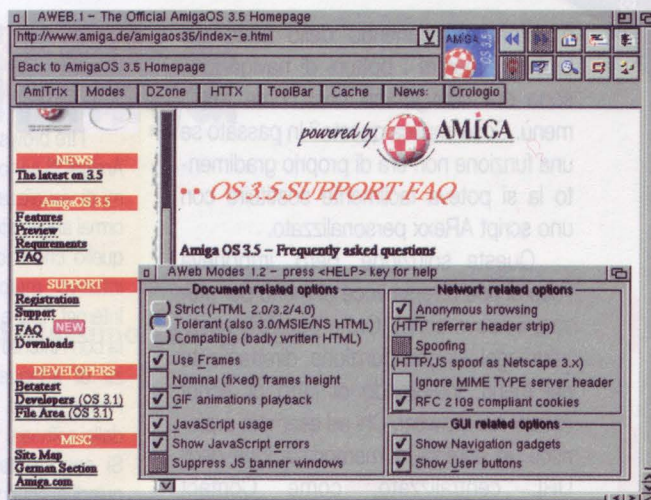 AWEB.1 – The Official AmigaOS 3.5 Homepage
http://www.amiga.de/amigaos35/index-e.html
AMIGA OS 3.5
Back to AmigaOS 3.5 Homepage
AmiTrix Modes DZone HTTX ToolBar Cache News: Orologio
powered by AMIGA
NEWS
The latest on 3.5
AmigaOS 3.5
Features
Preview
Requirements
FAQ
SUPPORT
Registration
Support
FAQ NEW
Downloads
DEVELOPERS
Betatest
Developers (OS 3.1)
File Area (OS 3.1)
MISC
Site Map
German Section
Amiga.com
OS 3.5 SUPPORT FAQ
Amiga OS 3.5 – Frequently asked questions
AWeb Modes 1.2 – press <HELP> key for help
Document related options
Strict (HTML 2.0/3.2/4.0)
Tolerant (also 3.0/MSIE/NS HTML)
Compatible (badly written HTML)
Use Frames
Nominal (fixed) frames height
GIF animations playback
JavaScript usage
Show JavaScript errors
Suppress JS banner windows
Network related options
Anonymous browsing
(HTTP referrer header strip)
Spoofing
(HTTP/JS spoof as Netscape 3.x)
Ignore MIME TYPE server header
RFC 2109 compliant cookies
GUI related options
Show Navigation gadgets
Show User buttons